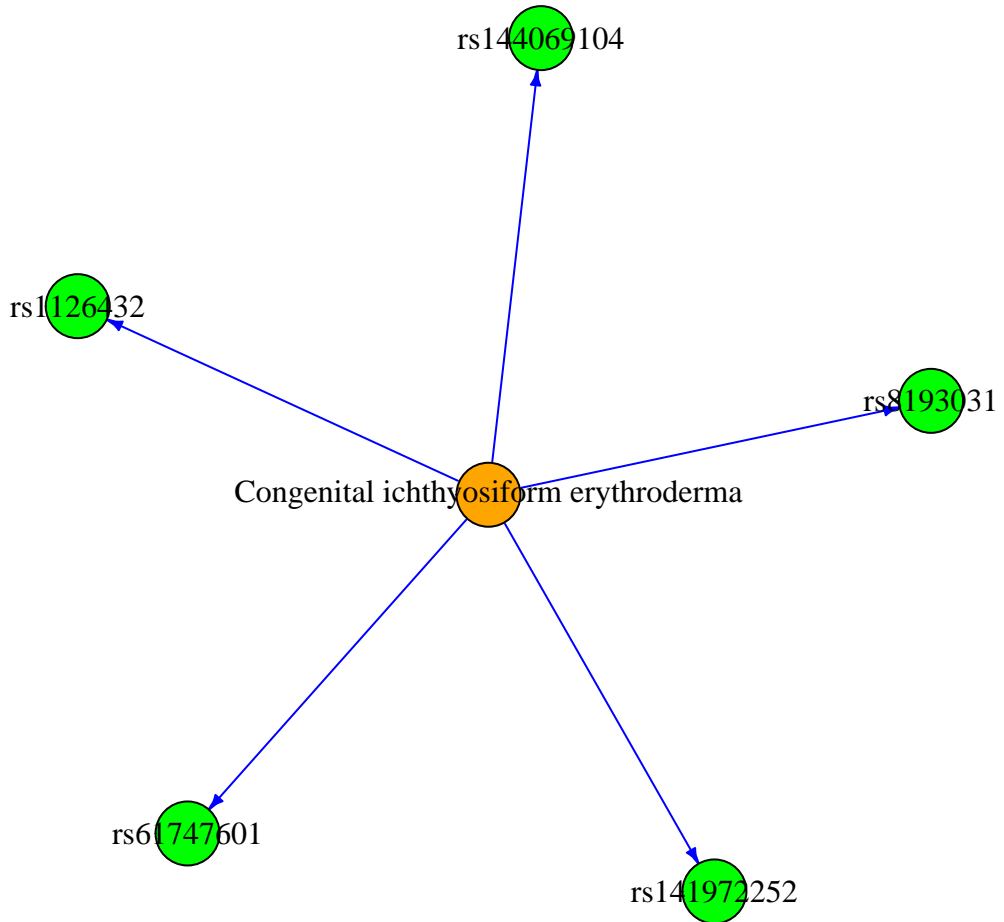 rs144069104
rs1126432
rs8193031
Congenital ichthyosiform erythroderma
rs61747601
rs141972252